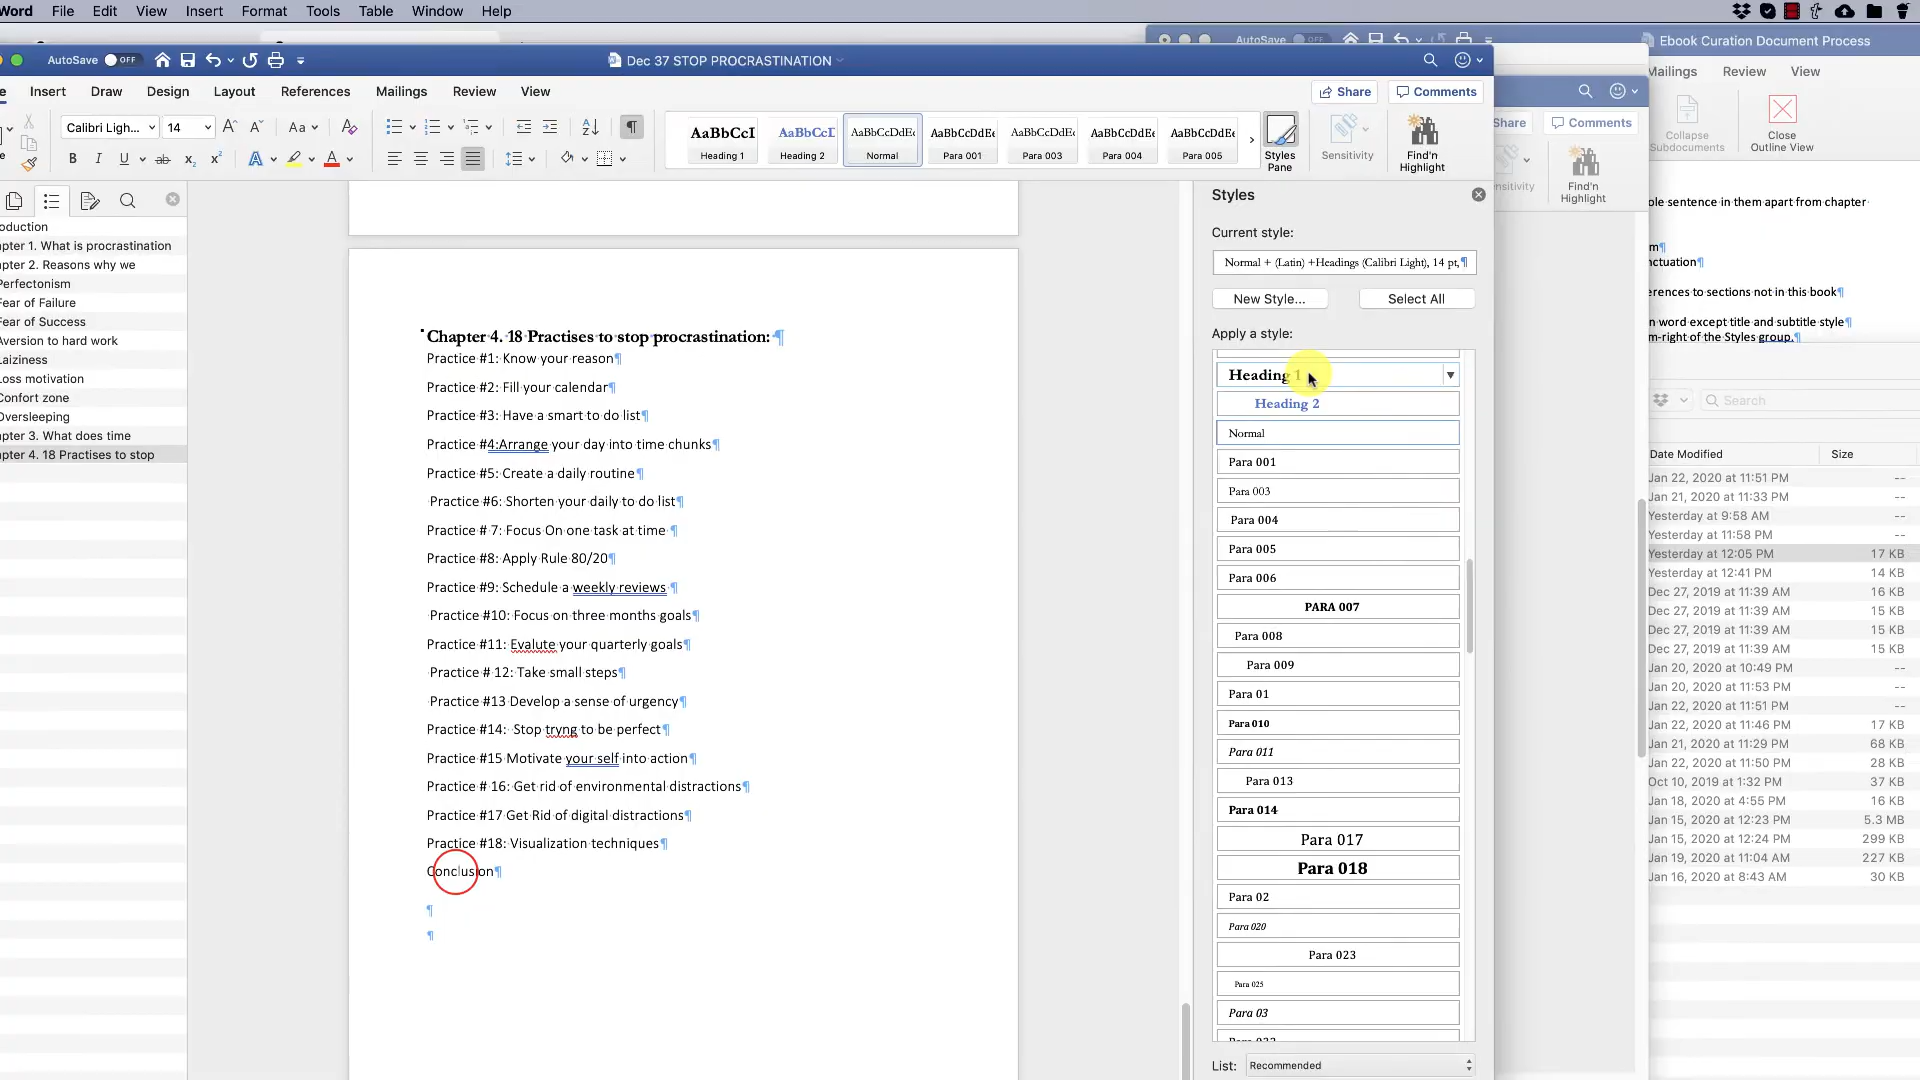 Word File Edit View Insert Format Tools Table Window Help
AutoSave OFF
Ebook Curation Document Process
AutoSave OFF Dec 37 STOP PROCRASTINATION
Mailings Review View
Insert Draw Design Layout References Mailings Review View Share Comments
Share Comments
Collapse Subdocuments
Close Outline View
Calibri Ligh... 14
AaBbCcI Heading 1
AaBbCcI Heading 2
AaBbCcDdEe Normal
AaBbCcDdEe Para 001
AaBbCcDdEe Para 003
AaBbCcDdEe Para 004
AaBbCcDdEe Para 005
Styles Pane
Sensitivity
Find'n Highlight
nsitivity
Find'n Highlight
oduction
apter 1. What is procrastination
apter 2. Reasons why we
Perfectonism
Fear of Failure
Fear of Success
Aversion to hard work
Laiziness
Loss motivation
Confort zone
Oversleeping
apter 3. What does time
apter 4. 18 Practises to stop
Chapter 4. 18 Practises to stop procrastination:¶
Practice #1: Know your reason¶
Practice #2: Fill your calendar¶
Practice #3: Have a smart to do list¶
Practice #4:Arrange your day into time chunks¶
Practice #5: Create a daily routine¶
Practice #6: Shorten your daily to do list¶
Practice # 7: Focus On one task at time ¶
Practice #8: Apply Rule 80/20¶
Practice #9: Schedule a weekly reviews ¶
Practice #10: Focus on three months goals¶
Practice #11: Evalute your quarterly goals¶
Practice # 12: Take small steps¶
Practice #13 Develop a sense of urgency¶
Practice #14: Stop tryng to be perfect¶
Practice #15 Motivate your self into action¶
Practice # 16: Get rid of environmental distractions¶
Practice #17 Get Rid of digital distractions¶
Practice #18: Visualization techniques¶
Conclusion¶
¶
¶
Styles
Current style:
Normal + (Latin) +Headings (Calibri Light), 14 pt,¶
New Style... Select All
Apply a style:
Heading 1
Heading 2
Normal
Para 001
Para 003
Para 004
Para 005
Para 006
PARA 007
Para 008
Para 009
Para 01
Para 010
Para 011
Para 013
Para 014
Para 017
Para 018
Para 02
Para 020
Para 023
Para 025
Para 03
List: Recommended
ole sentence in them apart from chapter
m¶
nctuation¶
erences to sections not in this book¶
n word except title and subtitle style¶
m-right of the Styles group.¶
Search
Date Modified Size
Jan 22, 2020 at 11:51 PM --
Jan 21, 2020 at 11:33 PM --
Yesterday at 9:58 AM --
Yesterday at 11:58 PM --
Yesterday at 12:05 PM 17 KB
Yesterday at 12:41 PM 14 KB
Dec 27, 2019 at 11:39 AM 16 KB
Dec 27, 2019 at 11:39 AM 15 KB
Dec 27, 2019 at 11:39 AM 15 KB
Dec 27, 2019 at 11:39 AM 15 KB
Jan 20, 2020 at 10:49 PM --
Jan 20, 2020 at 11:53 PM --
Jan 22, 2020 at 11:51 PM --
Jan 22, 2020 at 11:46 PM 17 KB
Jan 21, 2020 at 11:29 PM 68 KB
Jan 22, 2020 at 11:50 PM 28 KB
Oct 10, 2019 at 1:32 PM 37 KB
Jan 18, 2020 at 4:55 PM 16 KB
Jan 15, 2020 at 12:23 PM 5.3 MB
Jan 15, 2020 at 12:24 PM 299 KB
Jan 19, 2020 at 11:04 AM 227 KB
Jan 16, 2020 at 8:43 AM 30 KB